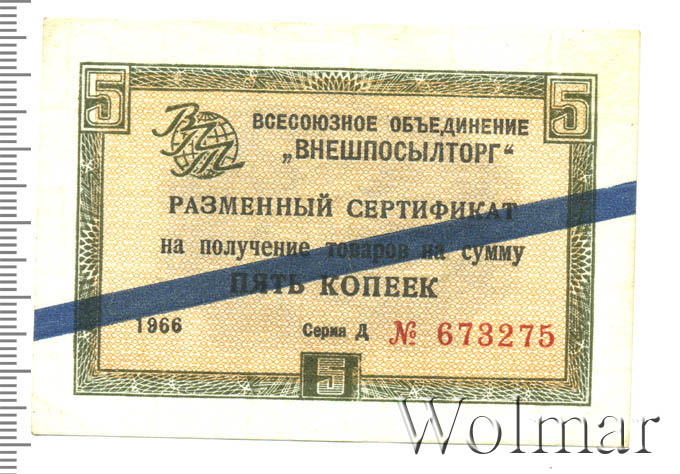 5 5
ВПТ
ВСЕСОЮЗНОЕ ОБЪЕДИНЕНИЕ
„ВНЕШПОСЫЛТОРГ“
РАЗМЕННЫЙ СЕРТИФИКАТ
на получение товаров на сумму
ПЯТЬ КОПЕЕК
1966 Серия Д № 673275
5
Wolmar